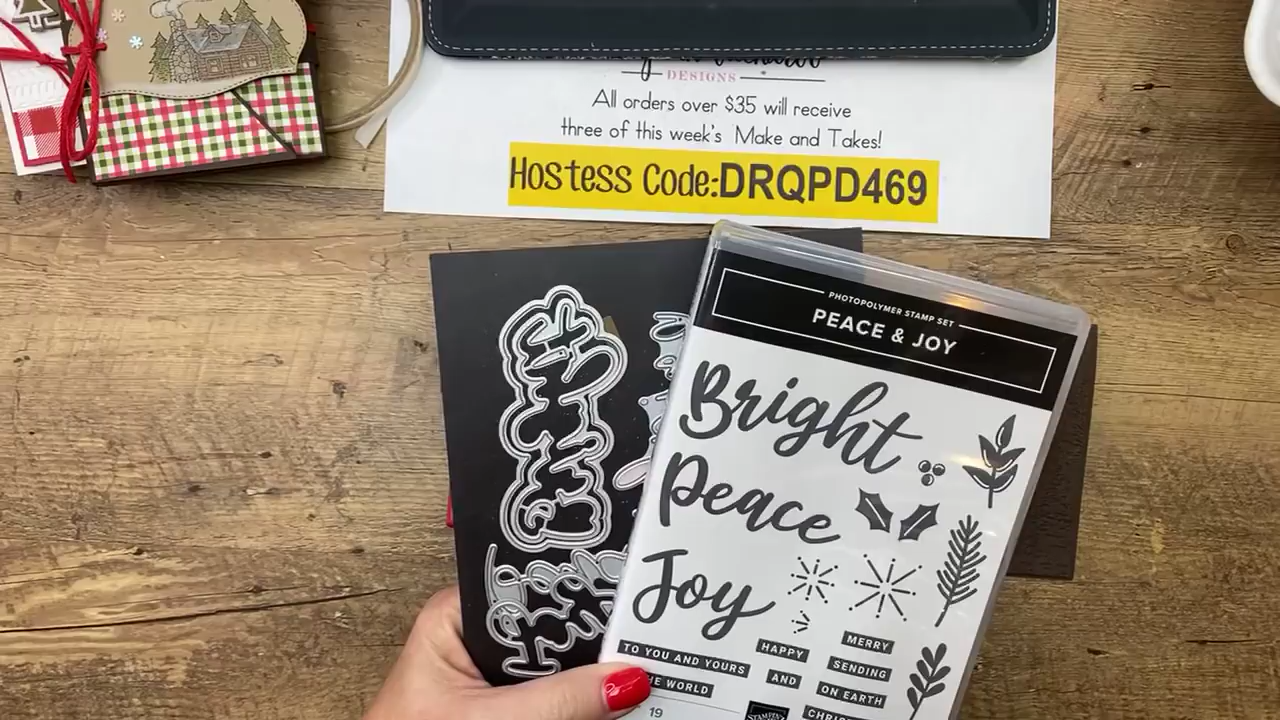 DESIGNS
All orders over $35 will receive
three of this week's Make and Takes!
Hostess Code:DRQPD469
PHOTOPOLYMER STAMP SET
PEACE & JOY
Bright
Peace
Joy
TO YOU AND YOURS
HAPPY
MERRY
SENDING
WORLD
AND
ON EARTH
19